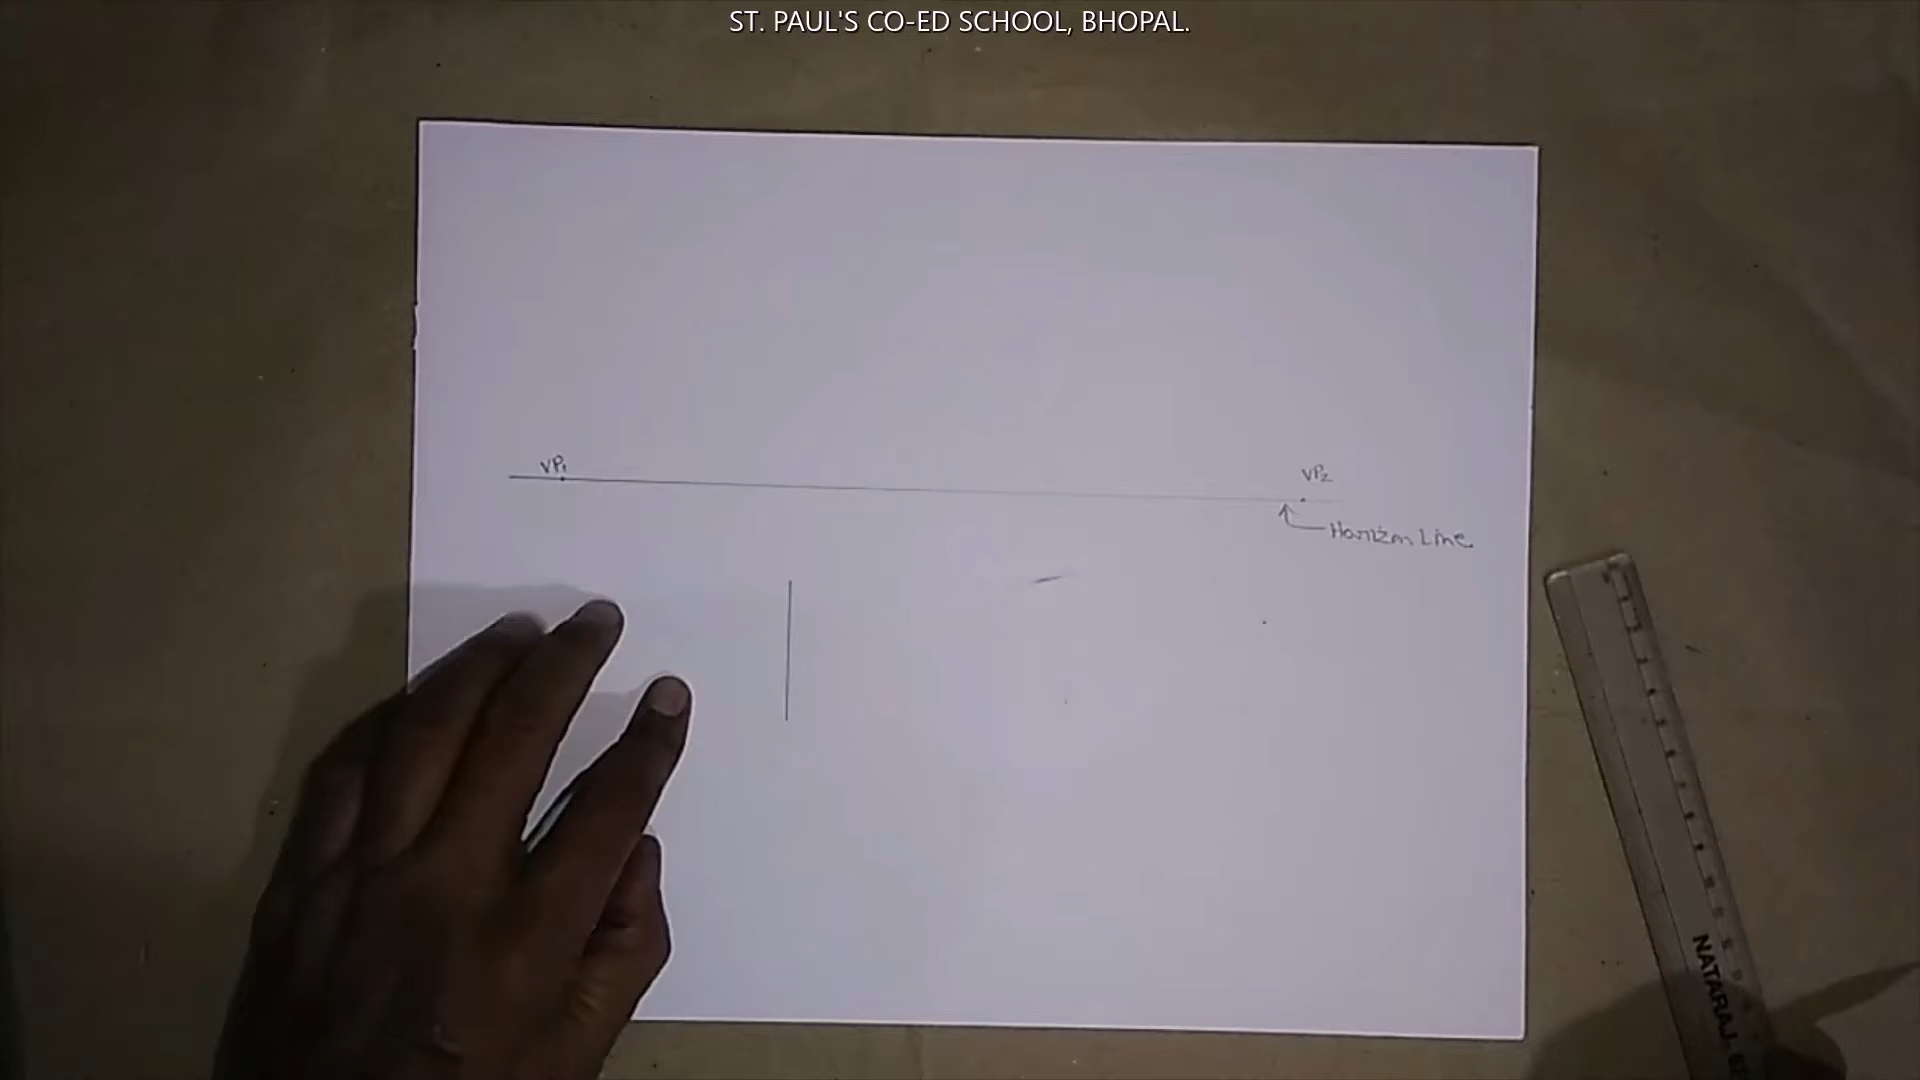 ST. PAUL'S CO-ED SCHOOL, BHOPAL.
VP1
VP2
Horizon Line
NATARAJ